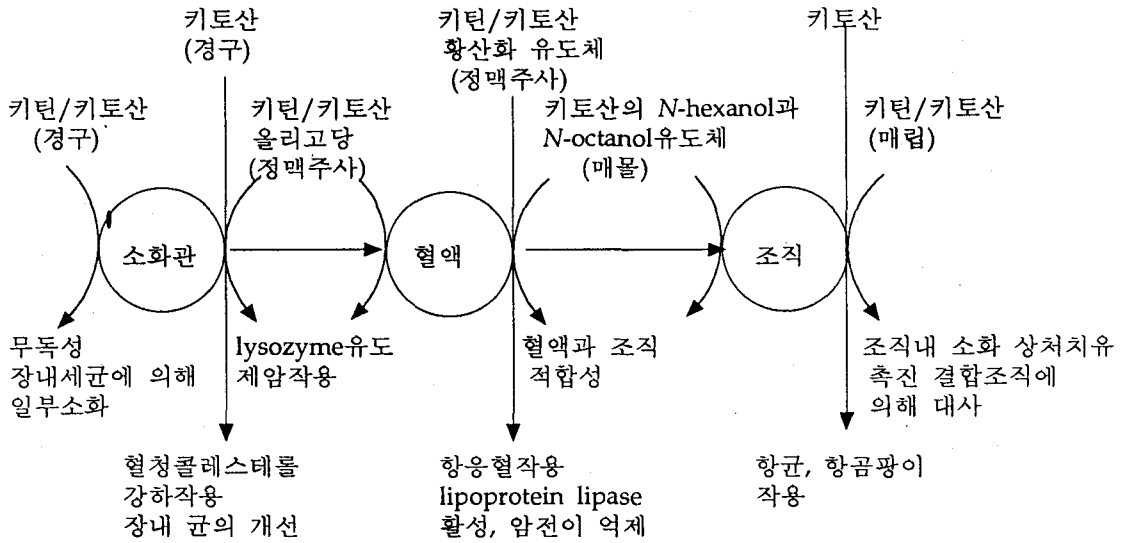 키토산
(경구)
키틴/키토산
황산화 유도체
(정맥주사)
키토산
키틴/키토산
(경구)
키틴/키토산
올리고당
(정맥주사)
키토산의 N-hexanol과
N-octanol유도체
(매몰)
키틴/키토산
(매립)
소화관
혈액
조직
무독성
장내세균에 의해
일부소화
lysozyme유도
제암작용
혈액과 조직
적합성
조직내 소화 상처치유
촉진 결합조직에
의해 대사
혈청콜레스테롤
강하작용
장내 균의 개선
항응혈작용
lipoprotein lipase
활성, 암전이 억제
항균, 항곰팡이
작용